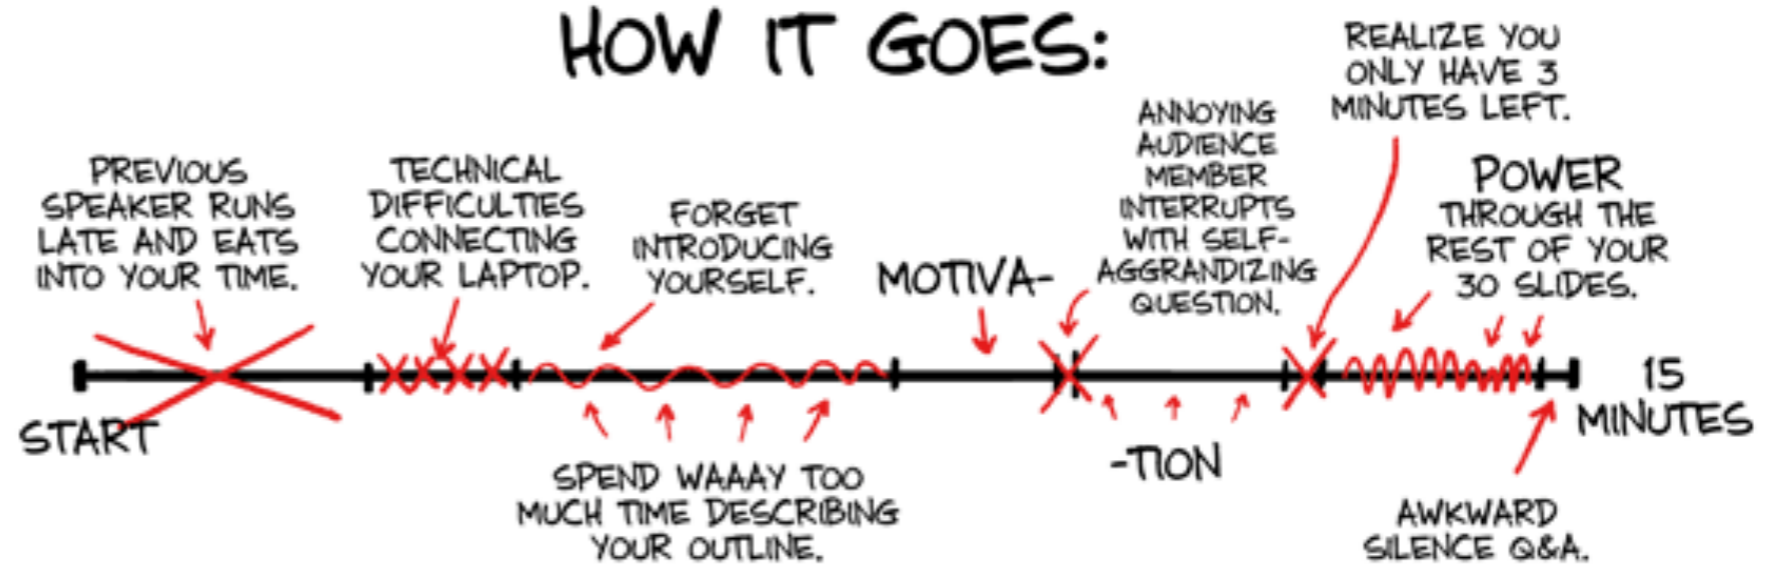 HOW IT GOES:
PREVIOUS
SPEAKER RUNS
LATE AND EATS
INTO YOUR TIME.
TECHNICAL
DIFFICULTIES
CONNECTING
YOUR LAPTOP.
FORGET
INTRODUCING
YOURSELF.
MOTIVA-
ANNOYING
AUDIENCE
MEMBER
INTERRUPTS
WITH SELF-
AGGRANDIZING
QUESTION.
REALIZE YOU
ONLY HAVE 3
MINUTES LEFT.
POWER
THROUGH THE
REST OF YOUR
30 SLIDES.
START
SPEND WAAAY TOO
MUCH TIME DESCRIBING
YOUR OUTLINE.
-TION
AWKWARD
SILENCE Q&A.
15
MINUTES